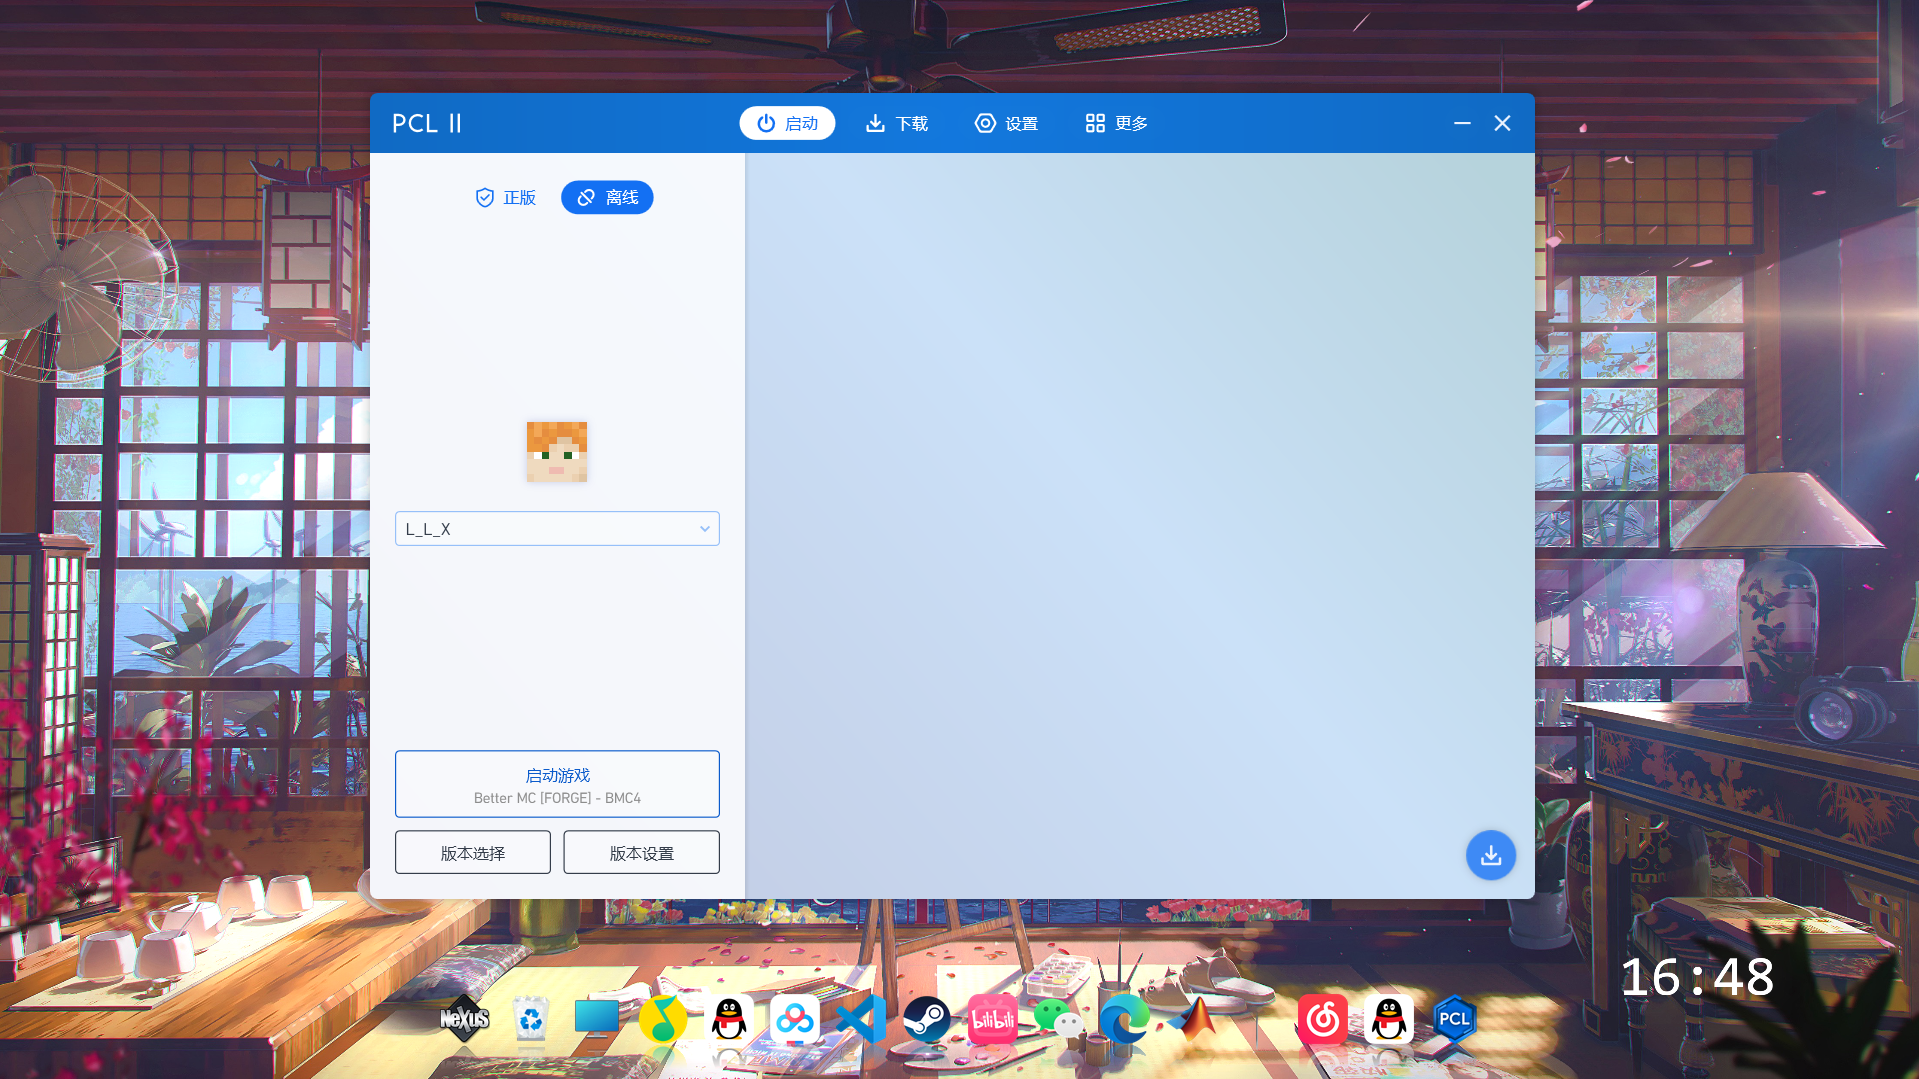 PCL II
启动
下载
设置
更多
正版
离线
L_L_X
启动游戏
Better MC [FORGE] - BMC4
版本选择
版本设置
16:48
NeXuS
bilibili
PCL